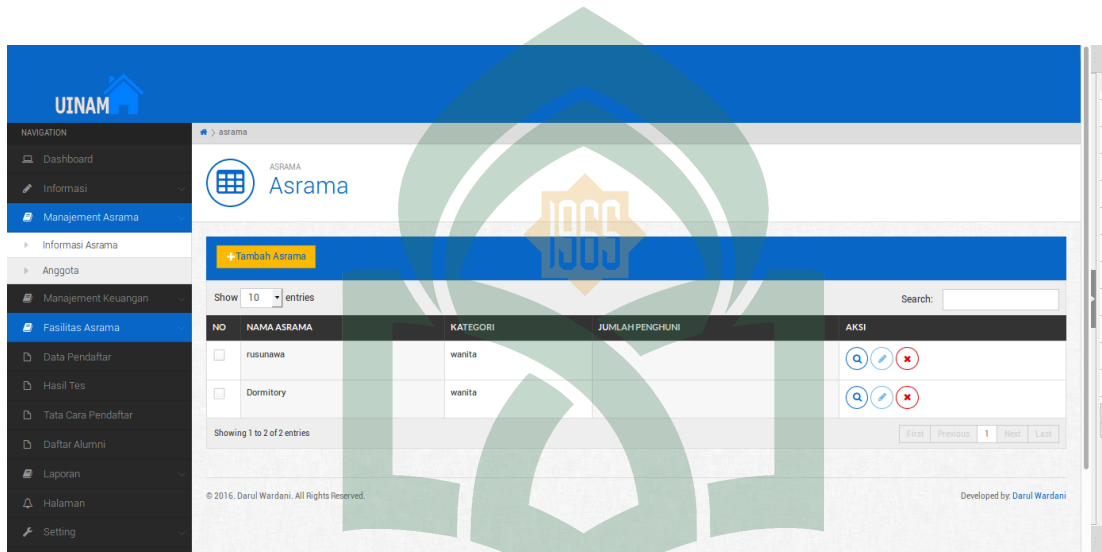 UINAM
NAVIGATION
Dashboard
Informasi
Manajement Asrama
Informasi Asrama
Anggota
Manajement Keuangan
Fasilitas Asrama
Data Pendaftar
Hasil Tes
Tata Cara Pendaftar
Daftar Alumni
Laporan
Halaman
Setting
asrama
ASRAMA
Asrama
1965
Tambah Asrama
Show 10 entries
Search:
NO NAMA ASRAMA KATEGORI JUMLAH PENGHUNI AKSI
rusunawa wanita
Dormitory wanita
Showing 1 to 2 of 2 entries
First Previous 1 Next Last
© 2016. Darul Wardani. All Rights Reserved.
Developed by: Darul Wardani